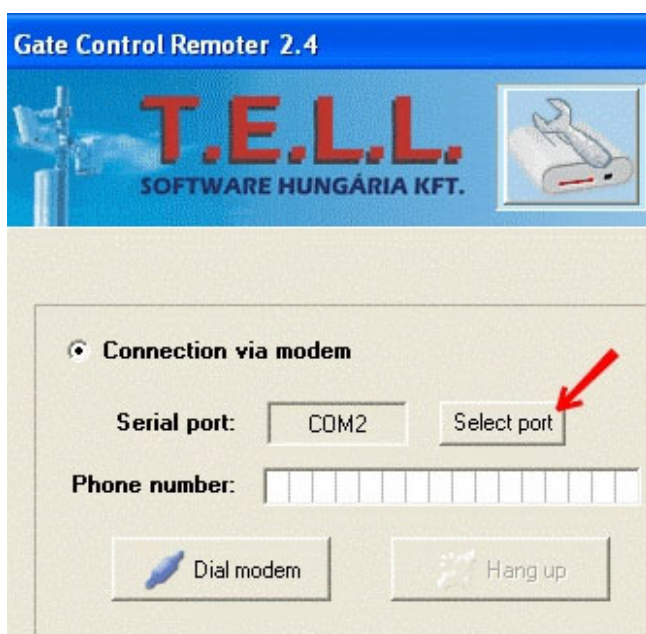 Gate Control Remoter 2.4
T.E.L.L.
SOFTWARE HUNGÁRIA KFT.
Connection via modem
Serial port: COM2 Select port
Phone number:
Dial modem Hang up